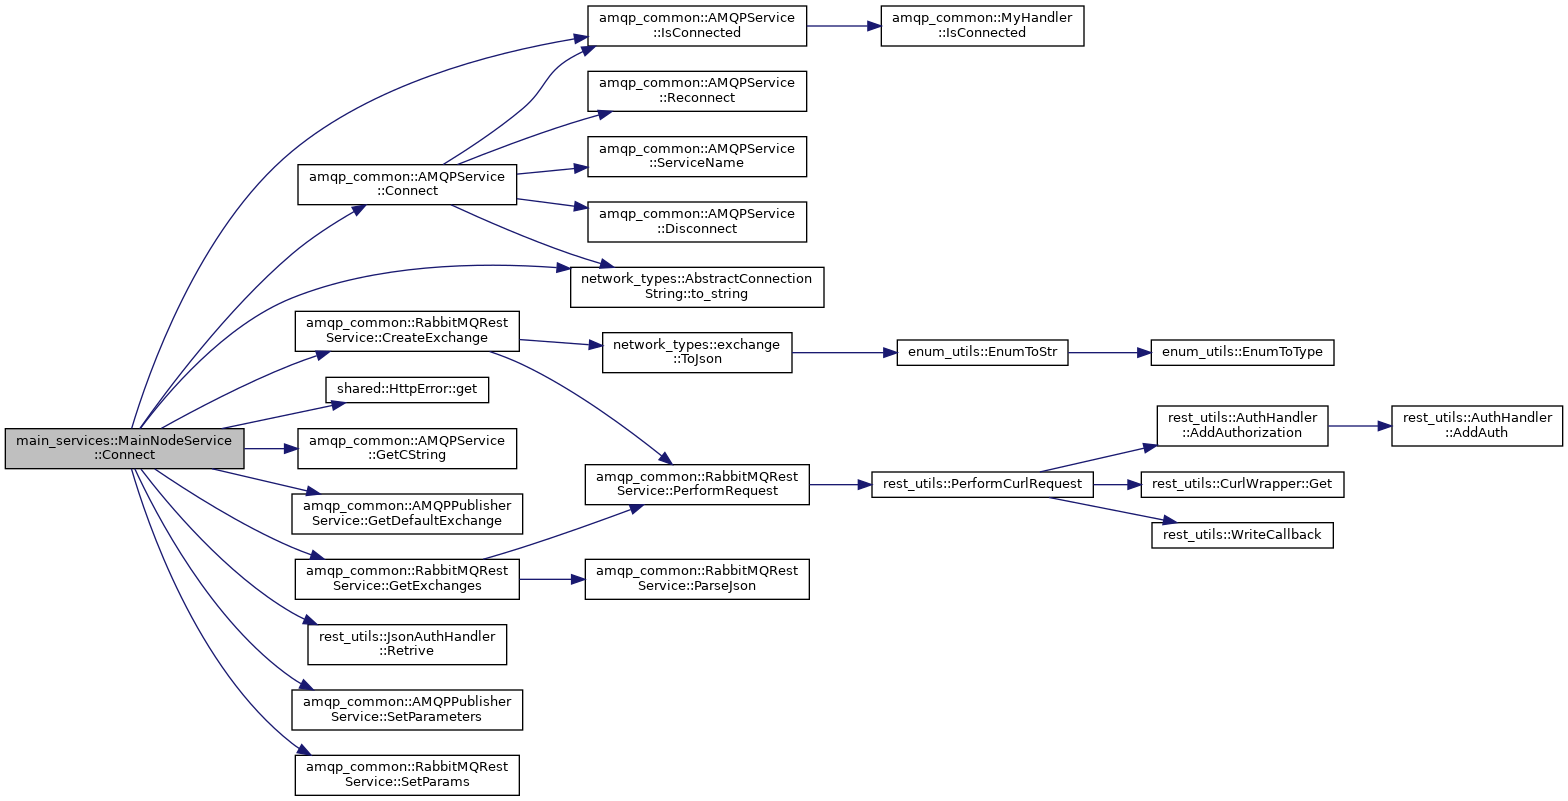 main_services::MainNodeService
::Connect
amqp_common::AMQPService
::IsConnected
amqp_common::MyHandler
::IsConnected
amqp_common::AMQPService
::Reconnect
amqp_common::AMQPService
::ServiceName
amqp_common::AMQPService
::Connect
amqp_common::AMQPService
::Disconnect
network_types::AbstractConnection
String::to_string
amqp_common::RabbitMQRest
Service::CreateExchange
network_types::exchange
::ToJson
enum_utils::EnumToStr
enum_utils::EnumToType
shared::HttpError::get
amqp_common::AMQPService
::GetCString
amqp_common::AMQPPublisher
Service::GetDefaultExchange
amqp_common::RabbitMQRest
Service::PerformRequest
rest_utils::PerformCurlRequest
rest_utils::AuthHandler
::AddAuthorization
rest_utils::AuthHandler
::AddAuth
rest_utils::CurlWrapper::Get
rest_utils::WriteCallback
amqp_common::RabbitMQRest
Service::GetExchanges
amqp_common::RabbitMQRest
Service::ParseJson
rest_utils::JsonAuthHandler
::Retrive
amqp_common::AMQPPublisher
Service::SetParameters
amqp_common::RabbitMQRest
Service::SetParams